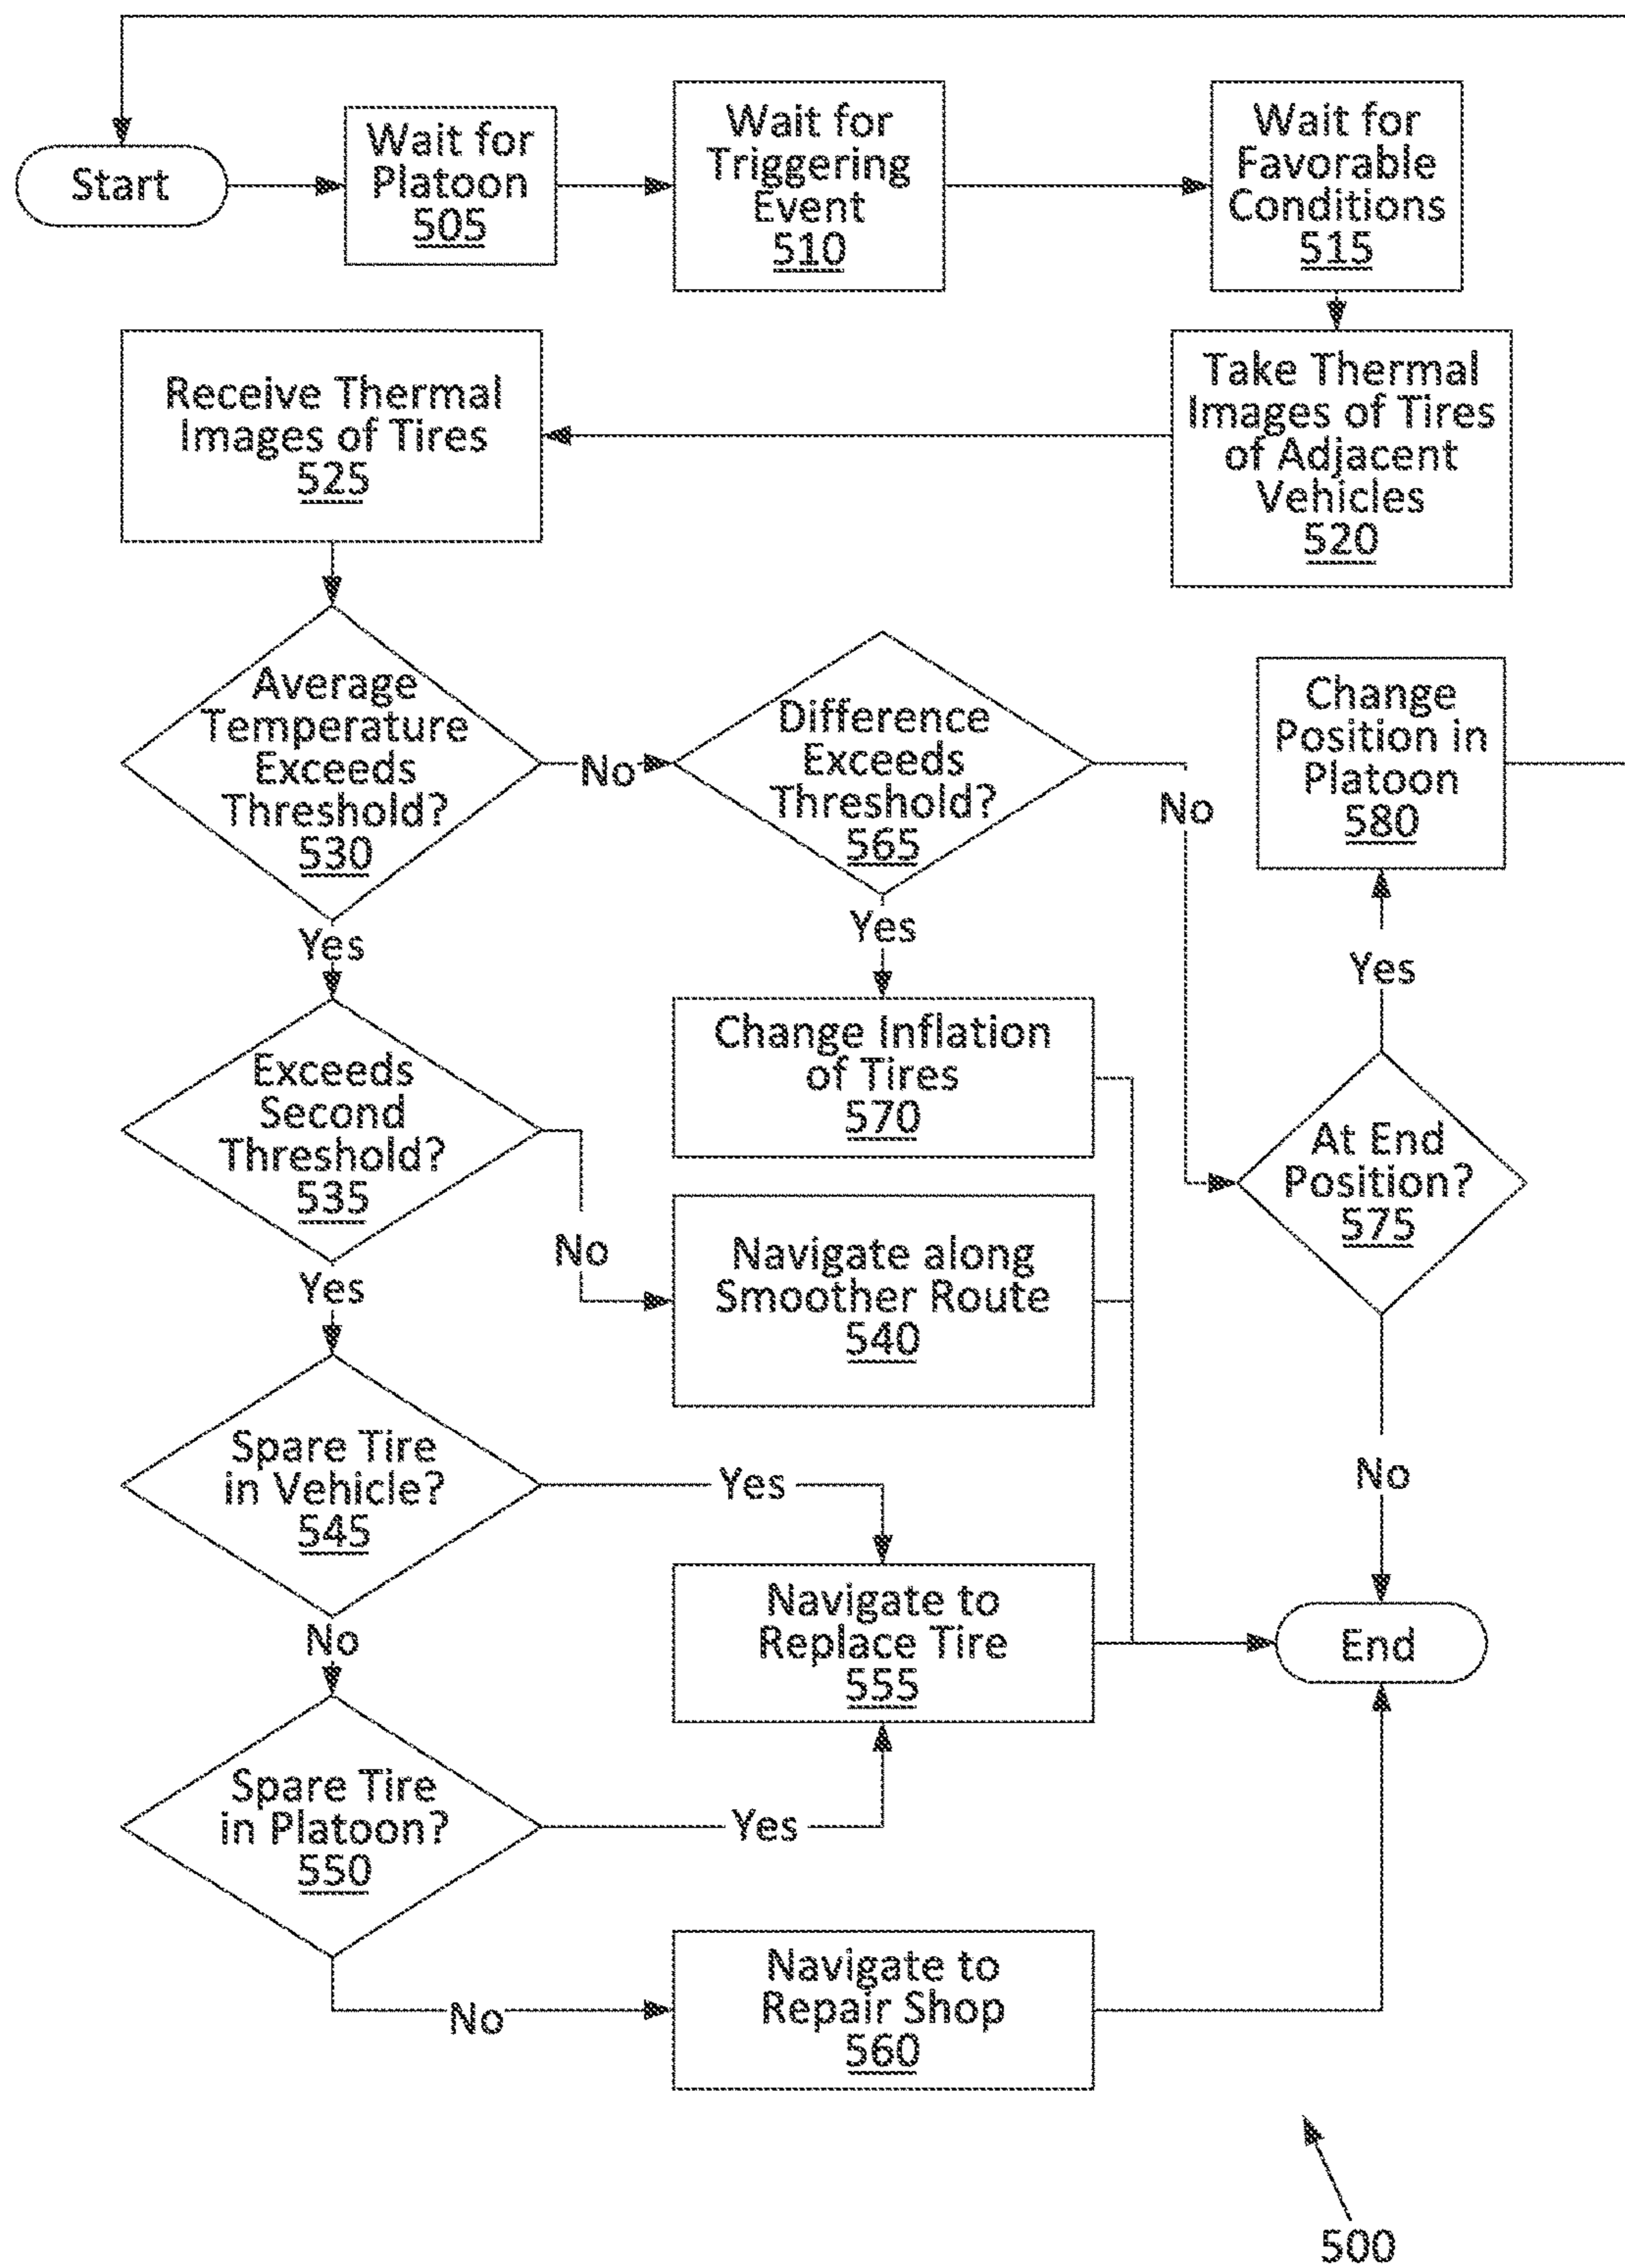 Start
Wait for
Platoon
505
Wait for
Triggering
Event
510
Wait for
Favorable
Conditions
515
Receive Thermal
Images of Tires
525
Take Thermal
Images of Tires
of Adjacent
Vehicles
520
Average
Temperature
Exceeds
Threshold?
530
No
Difference
Exceeds
Threshold?
565
No
Change
Position in
Platoon
580
Yes
Yes
Yes
Exceeds
Second
Threshold?
535
No
Change Inflation
of Tires
570
At End
Position?
575
Yes
Navigate along
Smoother Route
540
No
Spare Tire
in Vehicle?
545
Yes
Navigate to
Replace Tire
555
End
No
Spare Tire
in Platoon?
550
Yes
No
Navigate to
Repair Shop
560
500